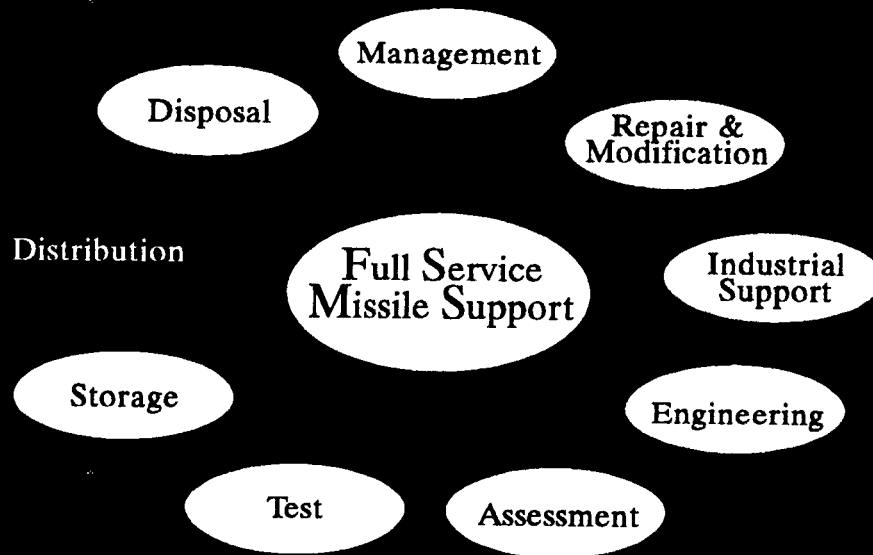 Management
Disposal
Repair &
Modification
Distribution
Full Service
Missile Support
Industrial
Support
Storage
Engineering
Test
Assessment